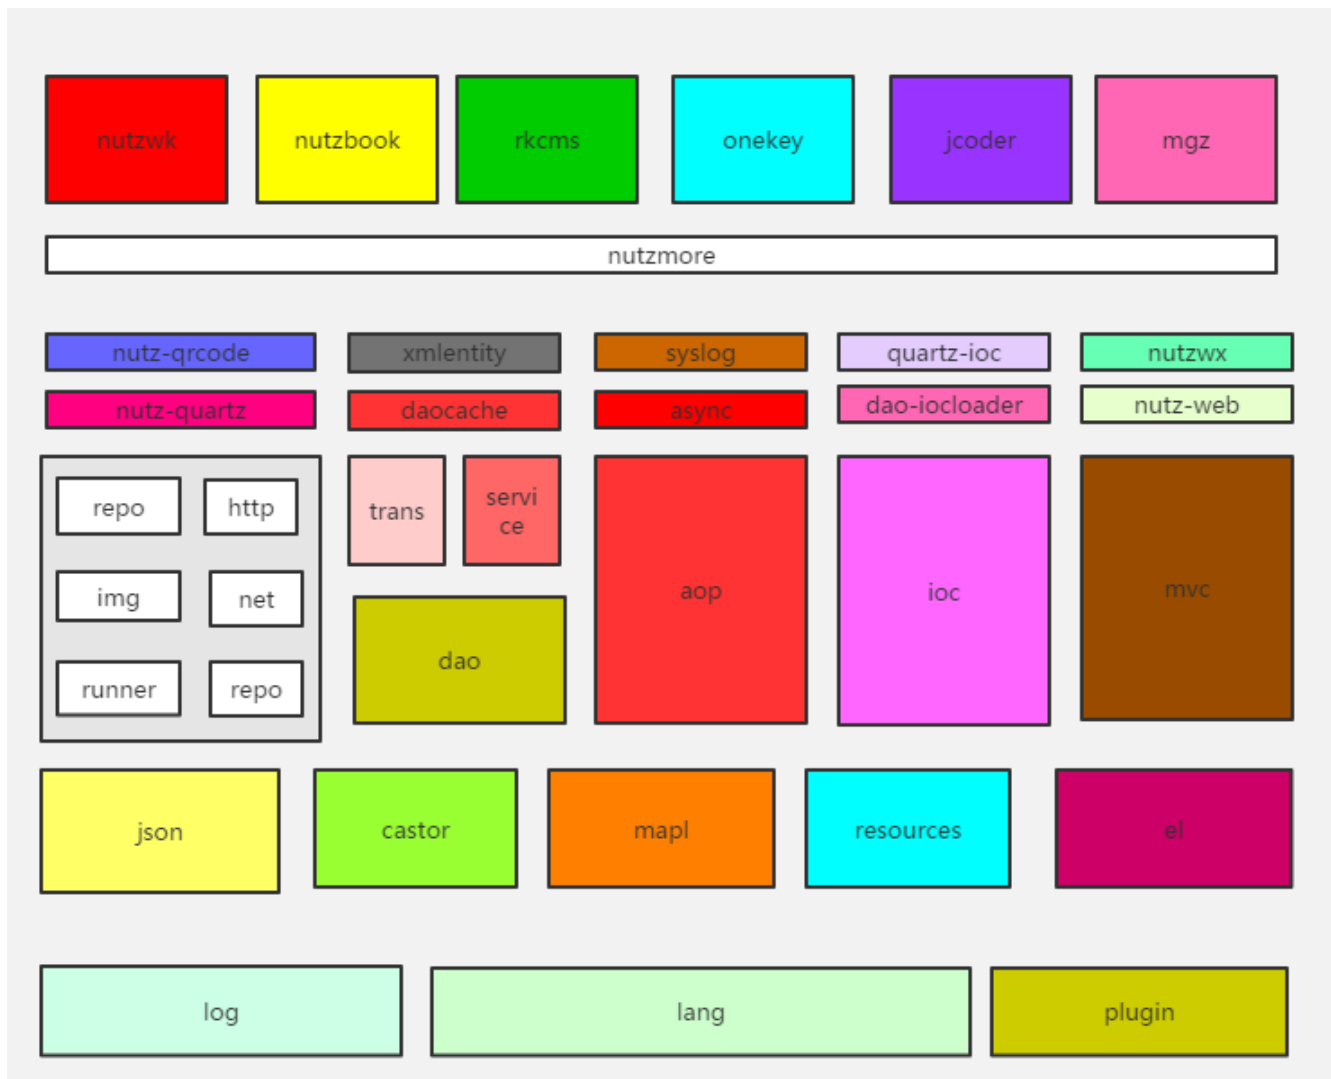 nutzwk
nutzbook
rkcms
onekey
jcoder
mgz
nutzmore
nutz-qrcode
xmlentity
syslog
quartz-ioc
nutzwx
nutz-quartz
daocache
async
dao-iocloader
nutz-web
repo
http
img
net
runner
repo
trans
servi
ce
dao
aop
ioc
mvc
json
castor
mapl
resources
el
log
lang
plugin